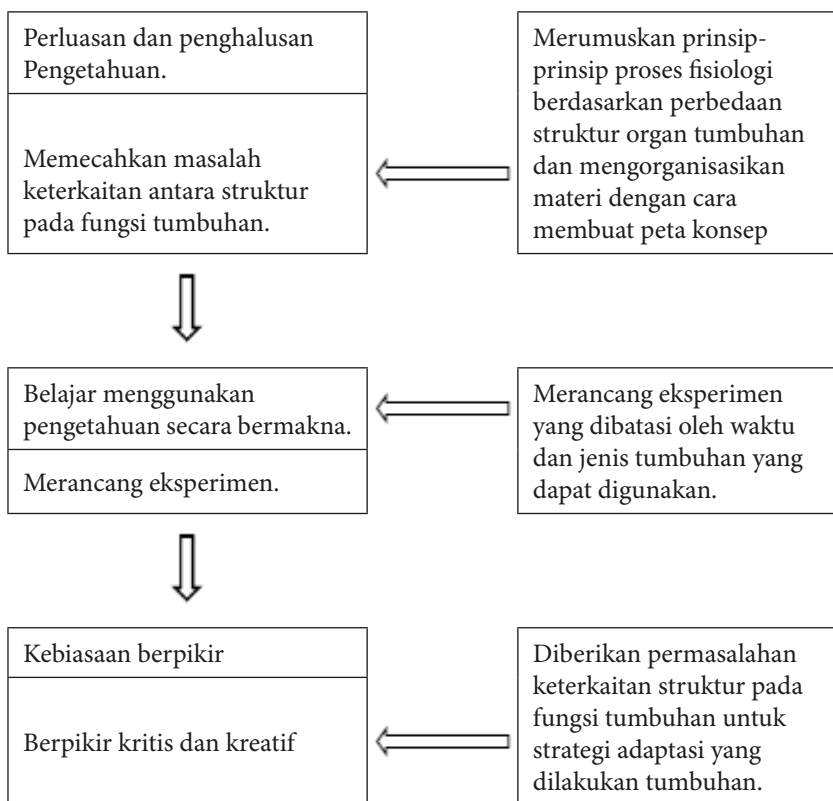 Perluasan dan penghalusan
Pengetahuan.
Memecahkan masalah
keterkaitan antara struktur
pada fungsi tumbuhan.
Merumuskan prinsip-
prinsip proses fisiologi
berdasarkan perbedaan
struktur organ tumbuhan
dan mengorganisasikan
materi dengan cara
membuat peta konsep
Belajar menggunakan
pengetahuan secara bermakna.
Merancang eksperimen.
Merancang eksperimen
yang dibatasi oleh waktu
dan jenis tumbuhan yang
dapat digunakan.
Kebiasaan berpikir
Berpikir kritis dan kreatif
Diberikan permasalahan
keterkaitan struktur pada
fungsi tumbuhan untuk
strategi adaptasi yang
dilakukan tumbuhan.